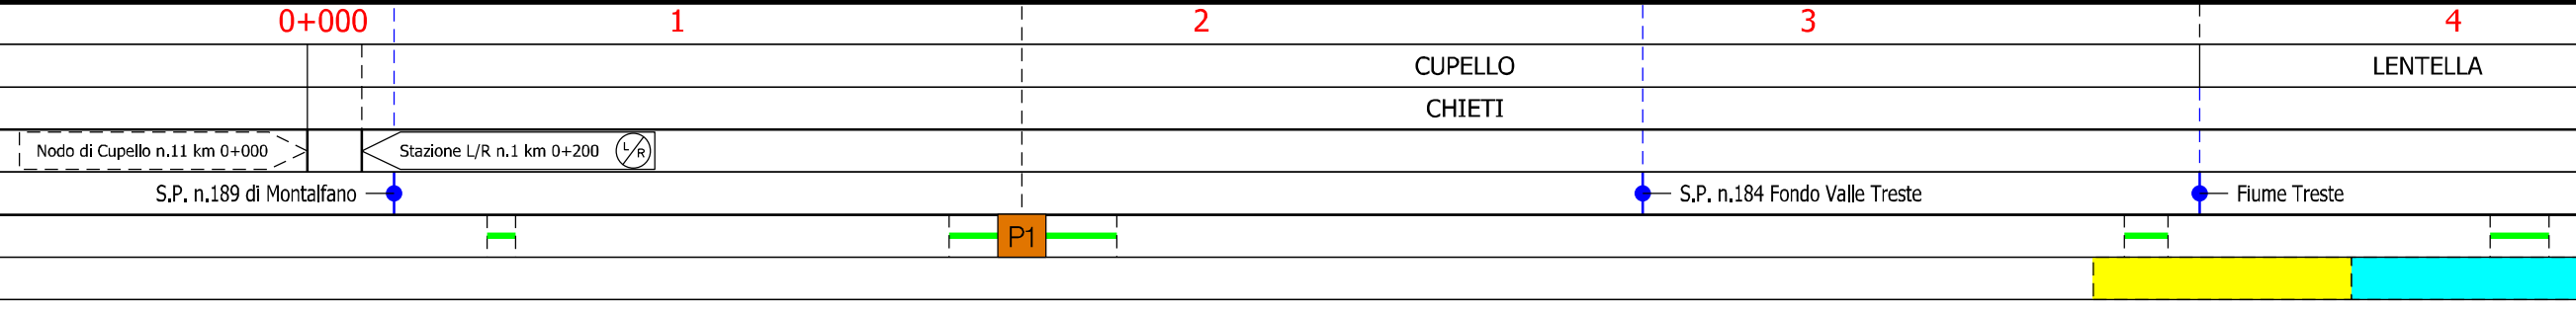 0+000 1 2 3 4
CUPELLO LENTELLA
CHIETI
Nodo di Cupello n.11 km 0+000 Stazione L/R n.1 km 0+200 L/R
S.P. n.189 di Montalfano S.P. n.184 Fondo Valle Treste Fiume Treste
P1